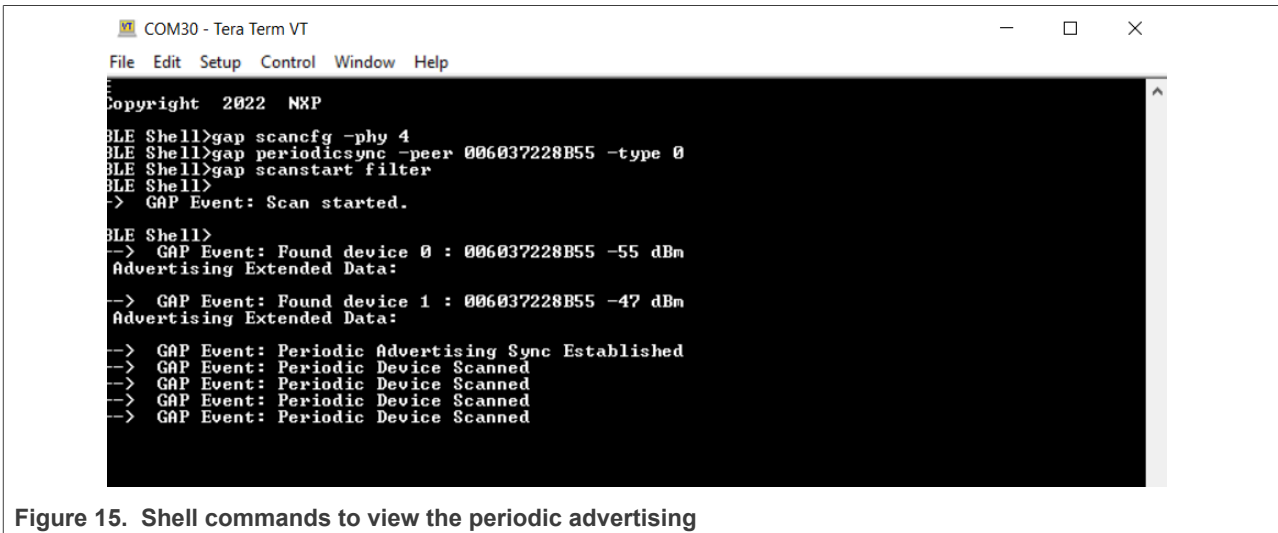 COM30 - Tera Term VT
File Edit Setup Control Window Help
Copyright 2022 NXP
BLE Shell>gap scancfg -phy 4
BLE Shell>gap periodicsync -peer 006037228B55 -type 0
BLE Shell>gap scanstart filter
BLE Shell>
-> GAP Event: Scan started.
BLE Shell>
--> GAP Event: Found device 0 : 006037228B55 -55 dBm
Advertising Extended Data:
--> GAP Event: Found device 1 : 006037228B55 -47 dBm
Advertising Extended Data:
--> GAP Event: Periodic Advertising Sync Established
--> GAP Event: Periodic Device Scanned
--> GAP Event: Periodic Device Scanned
--> GAP Event: Periodic Device Scanned
--> GAP Event: Periodic Device Scanned
Figure 15. Shell commands to view the periodic advertising